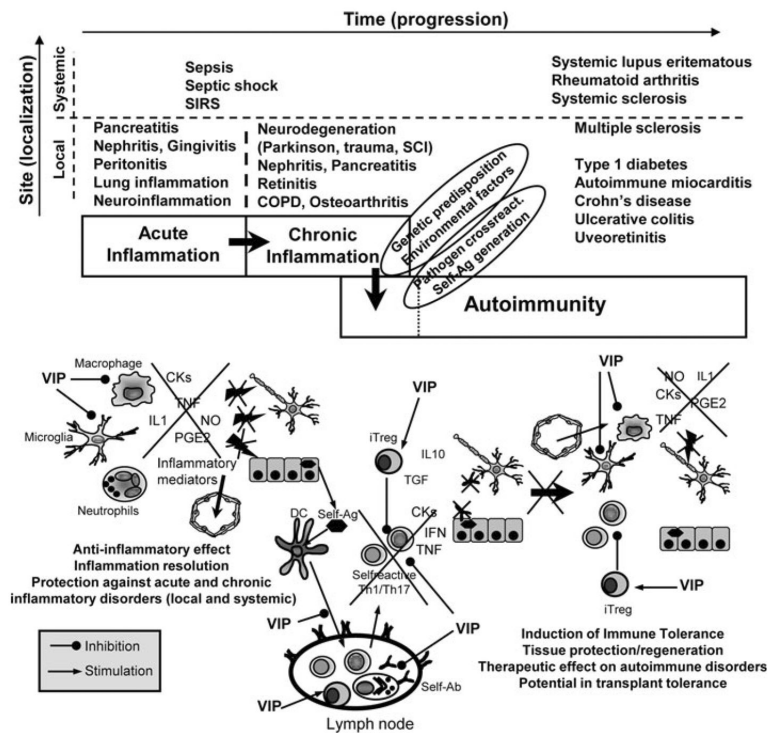 Time (progression)
Site (localization)
Systemic
Local
Sepsis
Septic shock
SIRS
Systemic lupus eritematous
Rheumatoid arthritis
Systemic sclerosis
Pancreatitis
Nephritis, Gingivitis
Peritonitis
Lung inflammation
Neuroinflammation
Neurodegeneration
(Parkinson, trauma, SCI)
Nephritis, Pancreatitis
Retinitis
COPD, Osteoarthritis
Multiple sclerosis
Type 1 diabetes
Autoimmune miocarditis
Crohn's disease
Ulcerative colitis
Uveoretinitis
Genetic predisposition
Environmental factors
Pathogen crossreact.
Self-Ag generation
Acute
Inflammation
Chronic
Inflammation
Autoimmunity
Macrophage
VIP
Microglia
Neutrophils
CKs
TNF
IL1
NO
PGE2
Inflammatory
mediators
Anti-inflammatory effect
Inflammation resolution
Protection against acute and chronic
inflammatory disorders (local and systemic)
DC
Self-Ag
VIP
iTreg
IL10
TGF
CKs
IFN
TNF
Selfreactive
Th1/Th17
VIP
VIP
VIP
Self-Ab
Lymph node
VIP
NO
IL1
CKs
PGE2
TNF
VIP
iTreg
Induction of Immune Tolerance
Tissue protection/regeneration
Therapeutic effect on autoimmune disorders
Potential in transplant tolerance
Inhibition
Stimulation